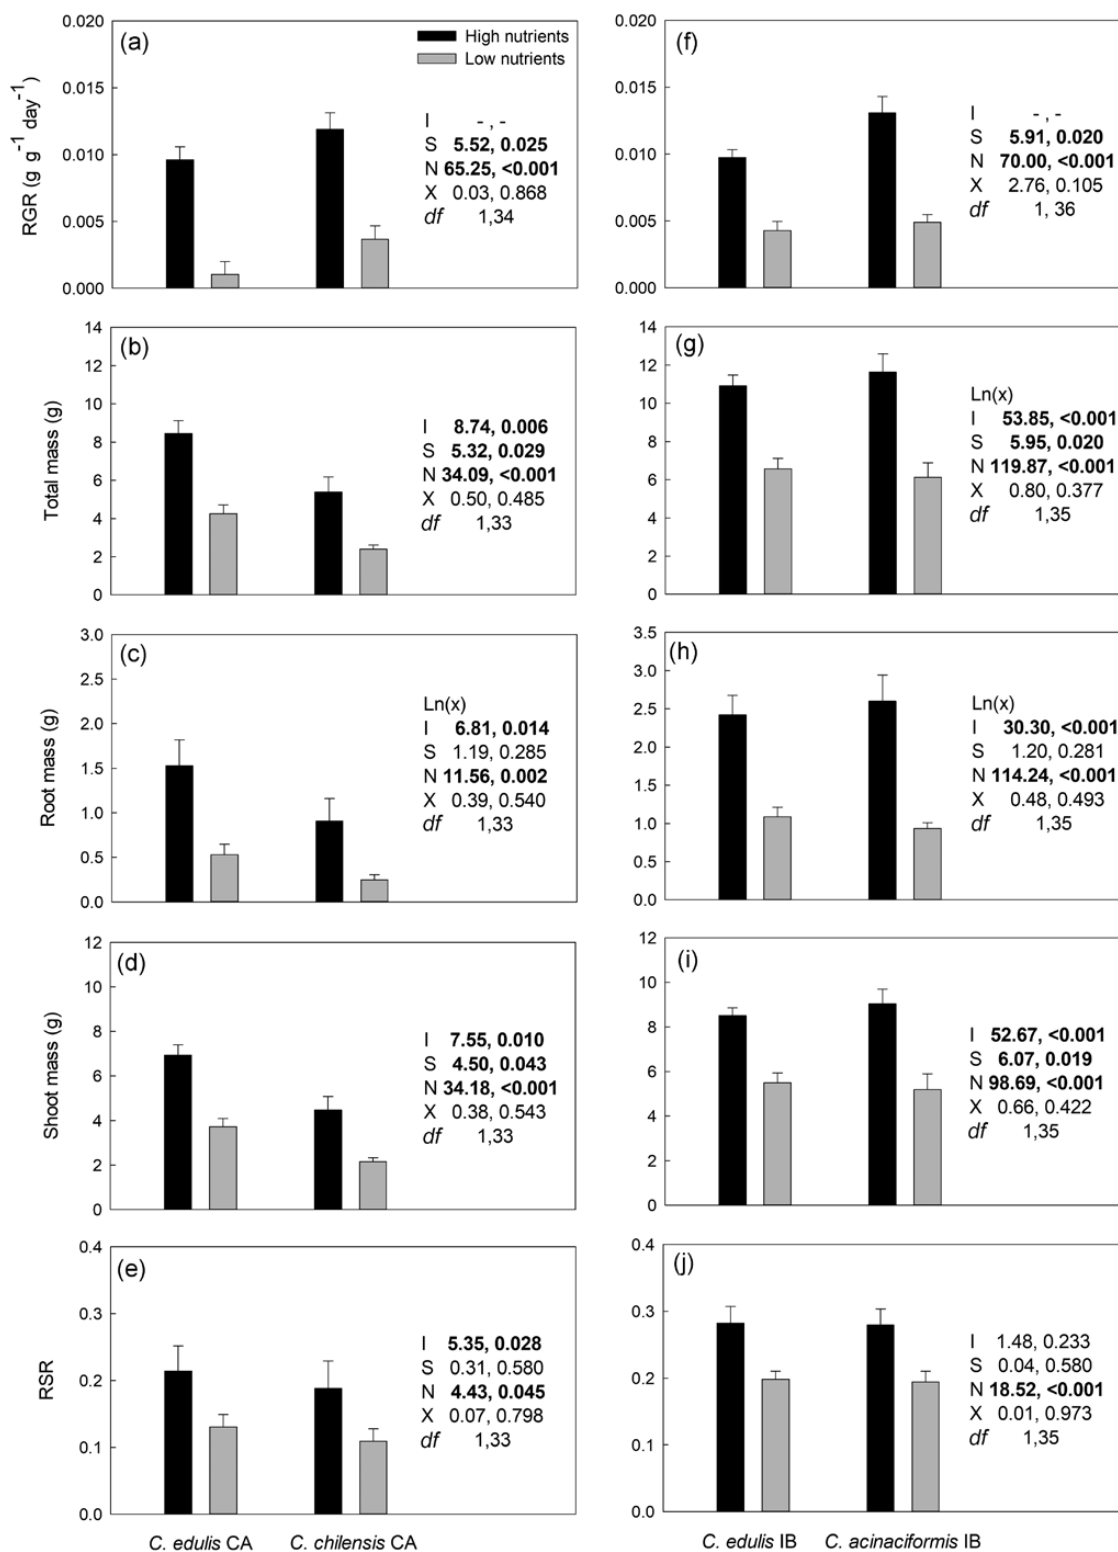 (a)
High nutrients
Low nutrients
RGR (g g⁻¹ day⁻¹)
0.020
0.015
0.010
0.005
0.000
I - , -
S 5.52, 0.025
N 65.25, <0.001
X 0.03, 0.868
df 1,34
(f)
0.020
0.015
0.010
0.005
0.000
I - , -
S 5.91, 0.020
N 70.00, <0.001
X 2.76, 0.105
df 1, 36
(b)
Total mass (g)
14
12
10
8
6
4
2
0
I 8.74, 0.006
S 5.32, 0.029
N 34.09, <0.001
X 0.50, 0.485
df 1,33
(g)
14
12
10
8
6
4
2
0
Ln(x)
I 53.85, <0.001
S 5.95, 0.020
N 119.87, <0.001
X 0.80, 0.377
df 1,35
(c)
Root mass (g)
3.0
2.5
2.0
1.5
1.0
0.5
0.0
Ln(x)
I 6.81, 0.014
S 1.19, 0.285
N 11.56, 0.002
X 0.39, 0.540
df 1,33
(h)
3.5
3.0
2.5
2.0
1.5
1.0
0.5
0.0
Ln(x)
I 30.30, <0.001
S 1.20, 0.281
N 114.24, <0.001
X 0.48, 0.493
df 1,35
(d)
Shoot mass (g)
12
10
8
6
4
2
0
I 7.55, 0.010
S 4.50, 0.043
N 34.18, <0.001
X 0.38, 0.543
df 1,33
(i)
12
10
8
6
4
2
0
I 52.67, <0.001
S 6.07, 0.019
N 98.69, <0.001
X 0.66, 0.422
df 1,35
(e)
RSR
0.4
0.3
0.2
0.1
0.0
I 5.35, 0.028
S 0.31, 0.580
N 4.43, 0.045
X 0.07, 0.798
df 1,33
C. edulis CA
C. chilensis CA
(j)
0.4
0.3
0.2
0.1
0.0
I 1.48, 0.233
S 0.04, 0.580
N 18.52, <0.001
X 0.01, 0.973
df 1,35
C. edulis IB
C. acinaciformis IB